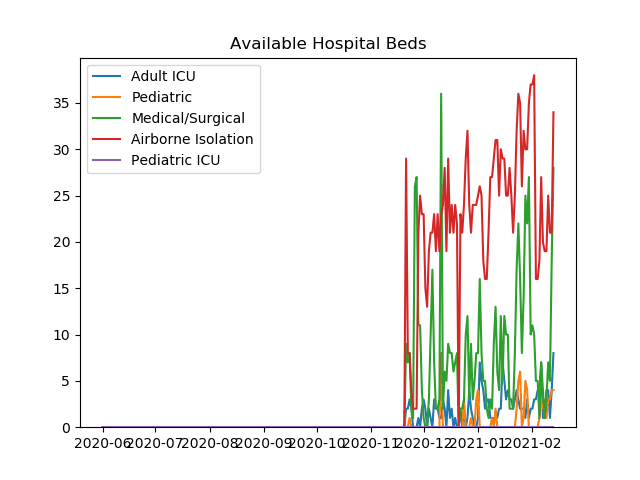 Available Hospital Beds
Adult ICU
Pediatric
Medical/Surgical
Airborne Isolation
Pediatric ICU
35
30
25
20
15
10
5
0
2020-06 2020-07 2020-08 2020-09 2020-10 2020-11 2020-12 2021-01 2021-02